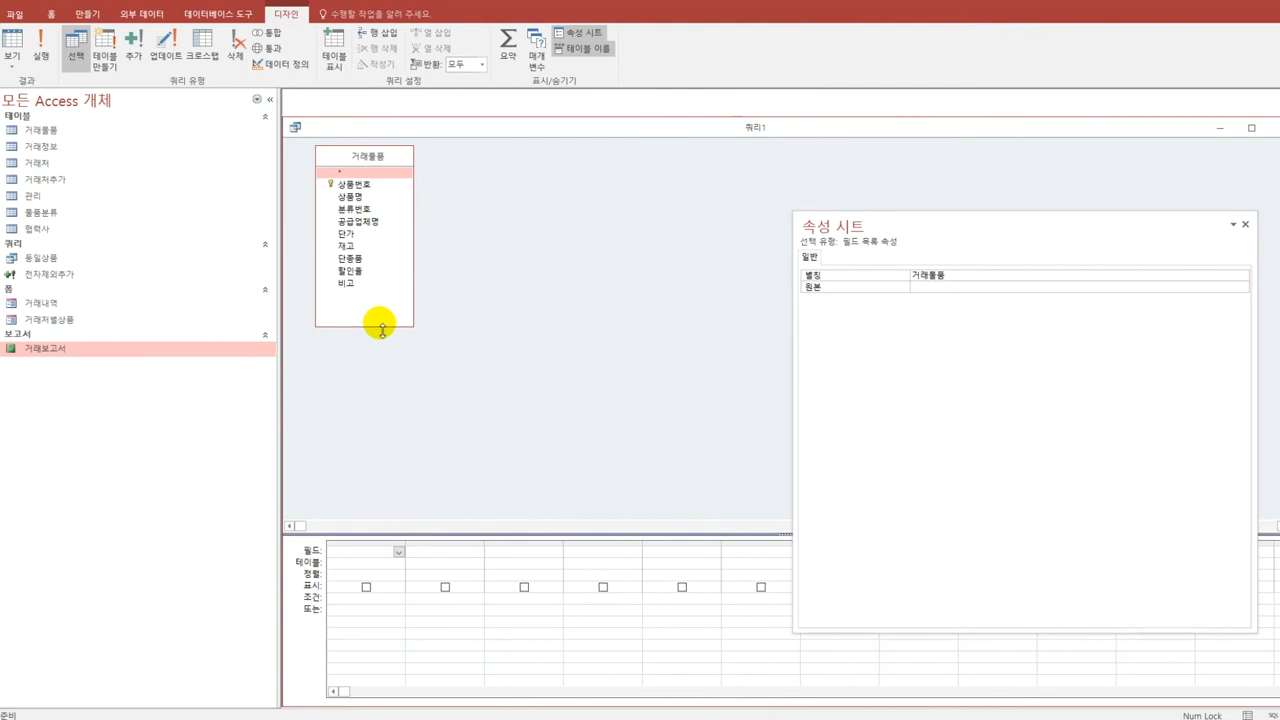 파일 홈 만들기 외부 데이터 데이터베이스 도구 디자인 수행할 작업을 알려 주세요.
보기 실행 선택 테이블 만들기 추가 업데이트 크로스탭 삭제 통합 통과 데이터 정의 테이블 표시 행 삽입 행 삭제 작성기 열 삽입 열 삭제 반환: 모두 요약 매개 변수 속성 시트 테이블 이름
결과 쿼리 유형 쿼리 설정 표시/숨기기
모든 Access 개체 «
테이블
거래물품
거래정보
거래처
거래처추가
관리
물품분류
협력사
쿼리
동일상품
전자제외추가
폼
거래내역
거래처별상품
보고서
거래보고서
쿼리1
거래물품
*
상품번호
상품명
분류번호
공급업체명
단가
재고
단종품
할인율
비고
속성 시트
선택 유형: 필드 목록 속성
일반
별칭 거래물품
원본
필드:
테이블:
정렬:
표시:
조건:
또는:
준비 Num Lock